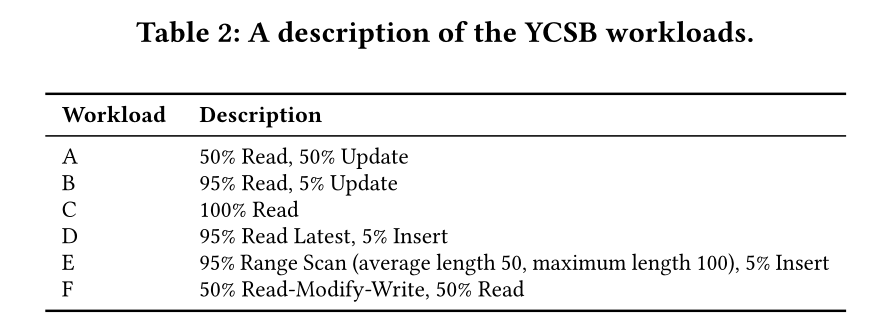 Table 2: A description of the YCSB workloads.
Workload Description
A 50% Read, 50% Update
B 95% Read, 5% Update
C 100% Read
D 95% Read Latest, 5% Insert
E 95% Range Scan (average length 50, maximum length 100), 5% Insert
F 50% Read-Modify-Write, 50% Read